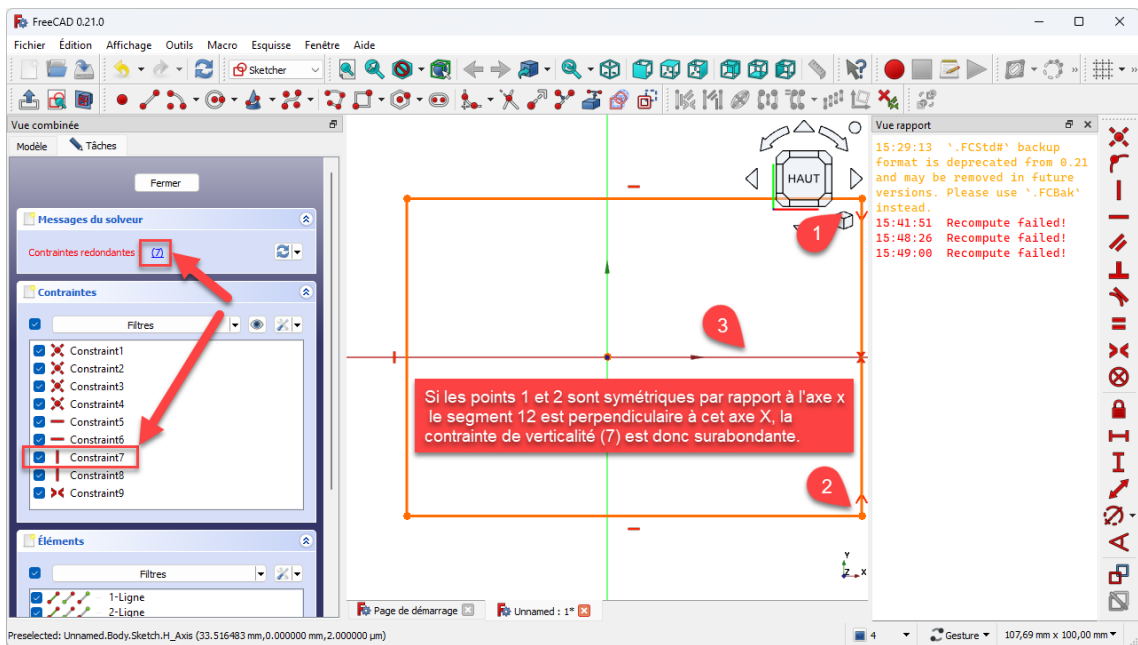 FreeCAD 0.21.0
Fichier Édition Affichage Outils Macro Esquisse Fenêtre Aide
Sketcher
Vue combinée
Modèle Tâches
Fermer
Messages du solveur
Contraintes redondantes (7)
Contraintes
Filtres
Constraint1
Constraint2
Constraint3
Constraint4
Constraint5
Constraint6
Constraint7
Constraint8
Constraint9
Éléments
Filtres
1-Ligne
2-Ligne
HAUT
1
3
Si les points 1 et 2 sont symétriques par rapport à l'axe x
le segment 12 est perpendiculaire à cet axe X, la
contrainte de verticalité (7) est donc surabondante.
2
Y
Z X
Page de démarrage Unnamed : 1*
Vue rapport
15:29:13 `.FCStd#` backup
format is deprecated from 0.21
and may be removed in future
versions. Please use `.FCBak`
instead.
15:41:51 Recompute failed!
15:48:26 Recompute failed!
15:49:00 Recompute failed!
Preselected: Unnamed.Body.Sketch.H_Axis (33.516483 mm,0.000000 mm,2.000000 µm)
4 Gesture 107,69 mm x 100,00 mm